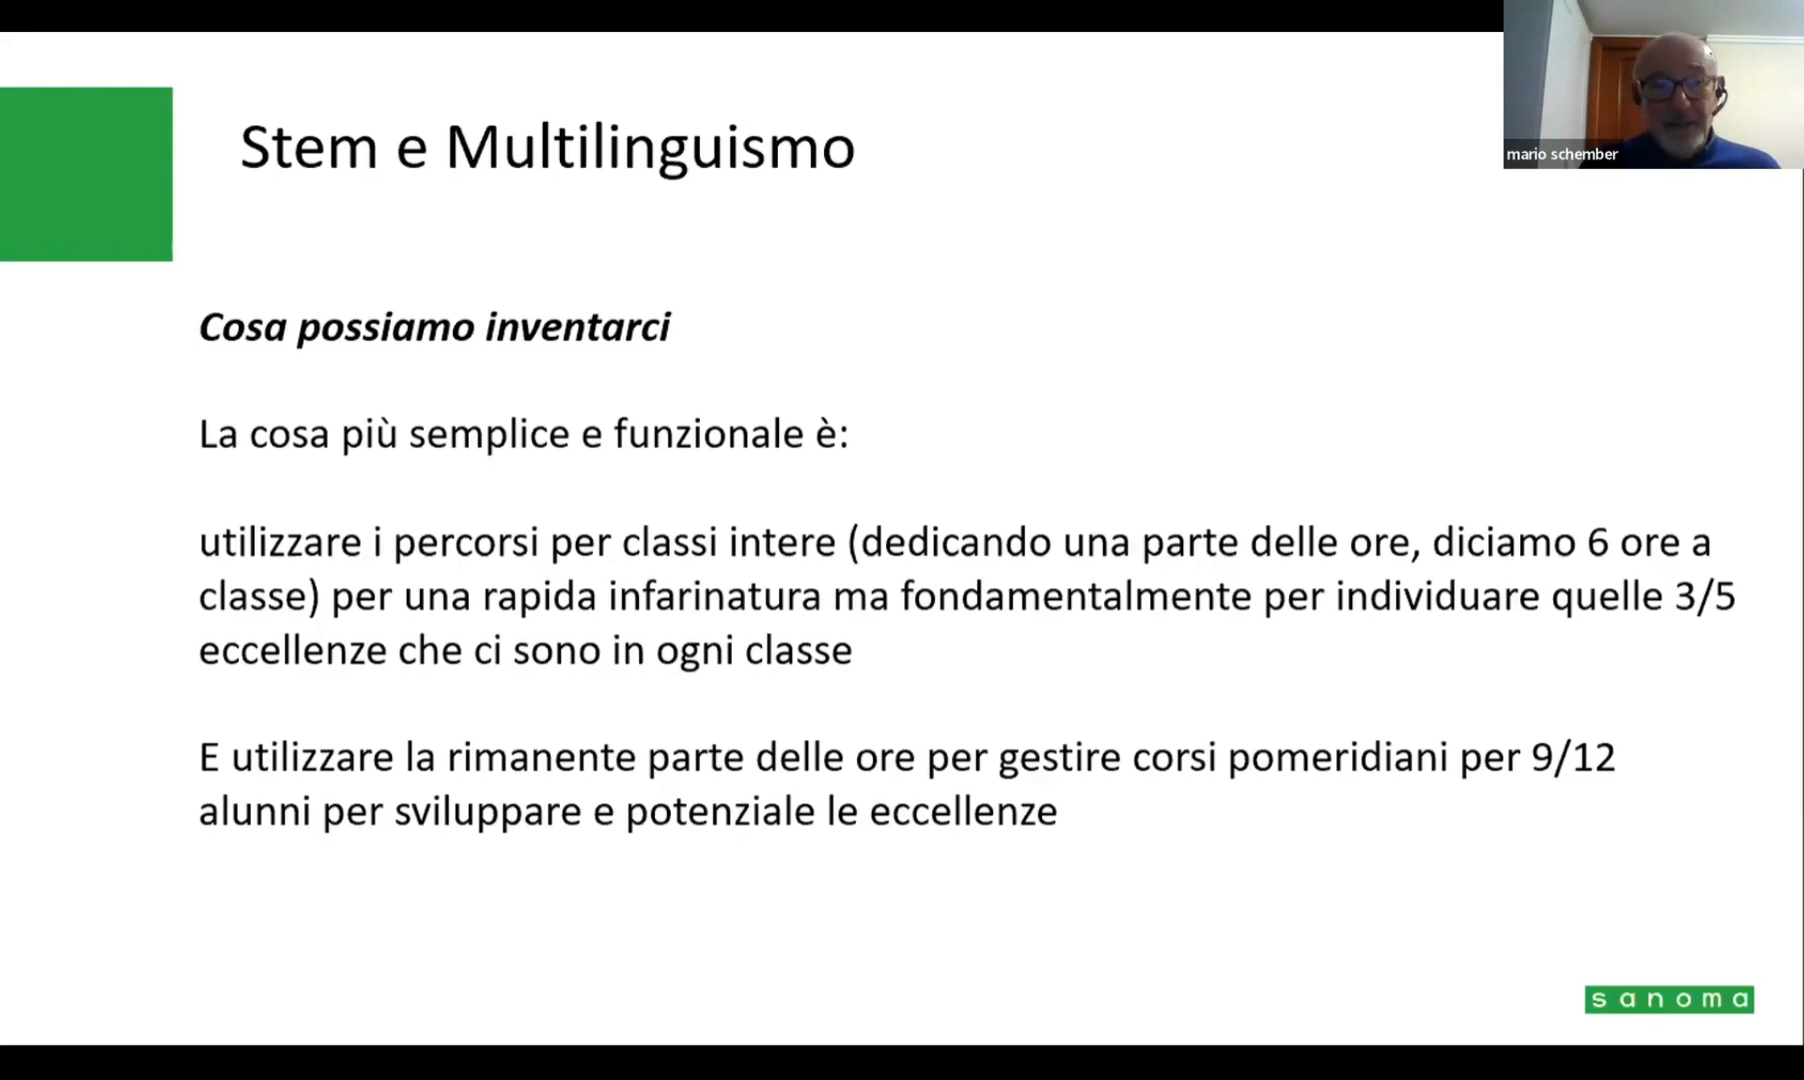 mario schember
Stem e Multilinguismo
Cosa possiamo inventarci
La cosa più semplice e funzionale è:
utilizzare i percorsi per classi intere (dedicando una parte delle ore, diciamo 6 ore a
classe) per una rapida infarinatura ma fondamentalmente per individuare quelle 3/5
eccellenze che ci sono in ogni classe
E utilizzare la rimanente parte delle ore per gestire corsi pomeridiani per 9/12
alunni per sviluppare e potenziale le eccellenze
sanoma